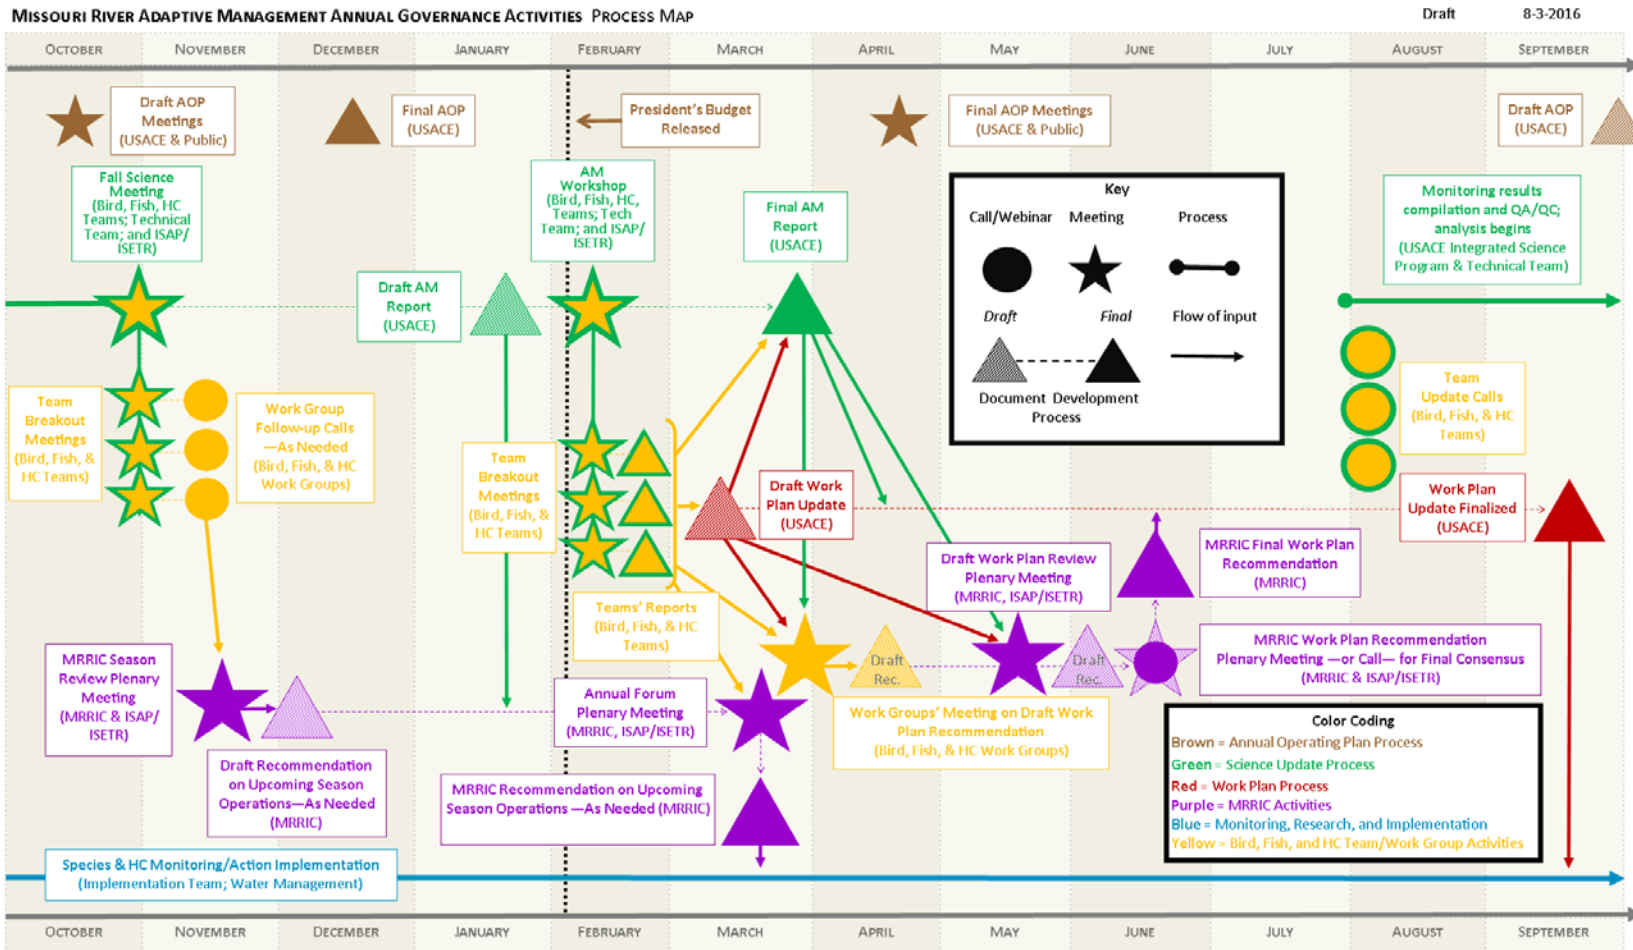 MISSOURI RIVER ADAPTIVE MANAGEMENT ANNUAL GOVERNANCE ACTIVITIES PROCESS MAP
Draft 8-3-2016
OCTOBER NOVEMBER DECEMBER JANUARY FEBRUARY MARCH APRIL MAY JUNE JULY AUGUST SEPTEMBER
Draft AOP
Meetings
(USACE & Public)
Final AOP
(USACE)
President's Budget
Released
Final AOP Meetings
(USACE & Public)
Draft AOP
(USACE)
Fall Science
Meeting
(Bird, Fish, HC
Teams; Technical
Team; and ISAP/
ISETR)
AM
Workshop
(Bird, Fish, HC,
Teams; Tech
Team; and ISAP/
ISETR)
Final AM
Report
(USACE)
Key
Call/Webinar Meeting Process
Draft Final Flow of input
Document Development
Process
Monitoring results
compilation and QA/QC;
analysis begins
(USACE Integrated Science
Program & Technical Team)
Draft AM
Report
(USACE)
Team
Breakout
Meetings
(Bird, Fish, &
HC Teams)
Work Group
Follow-up Calls
—As Needed
(Bird, Fish, & HC
Work Groups)
Team
Breakout
Meetings
(Bird, Fish, &
HC Teams)
Team
Update Calls
(Bird, Fish, & HC
Teams)
Draft Work
Plan Update
(USACE)
Work Plan
Update Finalized
(USACE)
Draft Work Plan Review
Plenary Meeting
(MRRIC, ISAP/ISETR)
MRRIC Final Work Plan
Recommendation
(MRRIC)
Teams' Reports
(Bird, Fish, & HC
Teams)
MRRIC Season
Review Plenary
Meeting
(MRRIC & ISAP/
ISETR)
Draft
Rec.
Draft
Rec.
MRRIC Work Plan Recommendation
Plenary Meeting —or Call— for Final Consensus
(MRRIC & ISAP/ISETR)
Annual Forum
Plenary Meeting
(MRRIC, ISAP/ISETR)
Work Groups' Meeting on Draft Work
Plan Recommendation
(Bird, Fish, & HC Work Groups)
Draft Recommendation
on Upcoming Season
Operations—As Needed
(MRRIC)
MRRIC Recommendation on Upcoming
Season Operations —As Needed (MRRIC)
Color Coding
Brown = Annual Operating Plan Process
Green = Science Update Process
Red = Work Plan Process
Purple = MRRIC Activities
Blue = Monitoring, Research, and Implementation
Yellow = Bird, Fish, and HC Team/Work Group Activities
Species & HC Monitoring/Action Implementation
(Implementation Team; Water Management)
OCTOBER NOVEMBER DECEMBER JANUARY FEBRUARY MARCH APRIL MAY JUNE JULY AUGUST SEPTEMBER